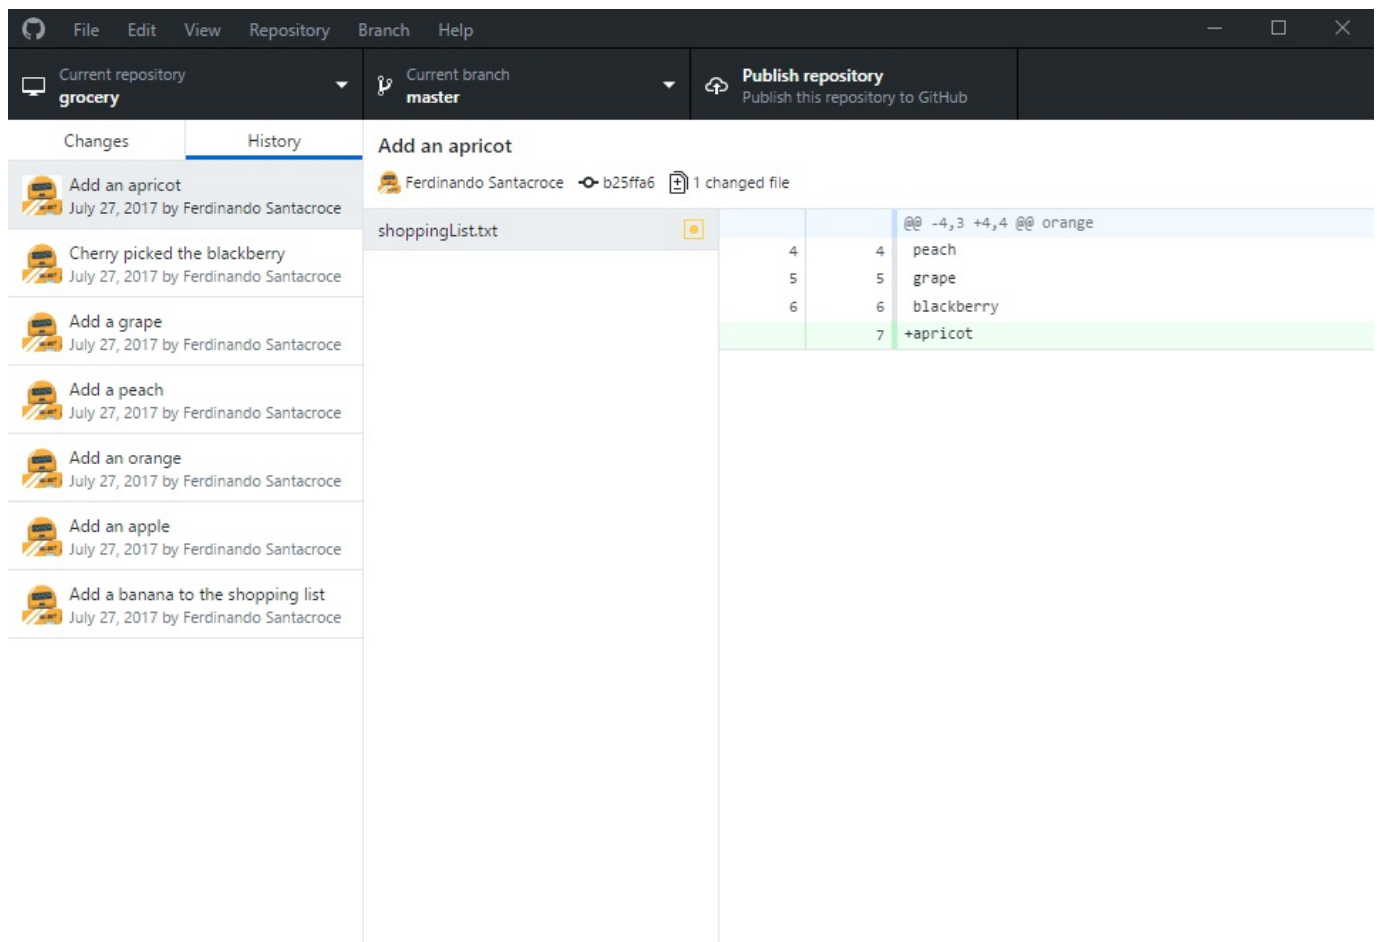 File Edit View Repository Branch Help
Current repository
grocery
Current branch
master
Publish repository
Publish this repository to GitHub
Changes History
Add an apricot
July 27, 2017 by Ferdinando Santacroce
Cherry picked the blackberry
July 27, 2017 by Ferdinando Santacroce
Add a grape
July 27, 2017 by Ferdinando Santacroce
Add a peach
July 27, 2017 by Ferdinando Santacroce
Add an orange
July 27, 2017 by Ferdinando Santacroce
Add an apple
July 27, 2017 by Ferdinando Santacroce
Add a banana to the shopping list
July 27, 2017 by Ferdinando Santacroce
Add an apricot
Ferdinando Santacroce b25ffa6 1 changed file
shoppingList.txt
@@ -4,3 +4,4 @@ orange
4 4 peach
5 5 grape
6 6 blackberry
7 +apricot